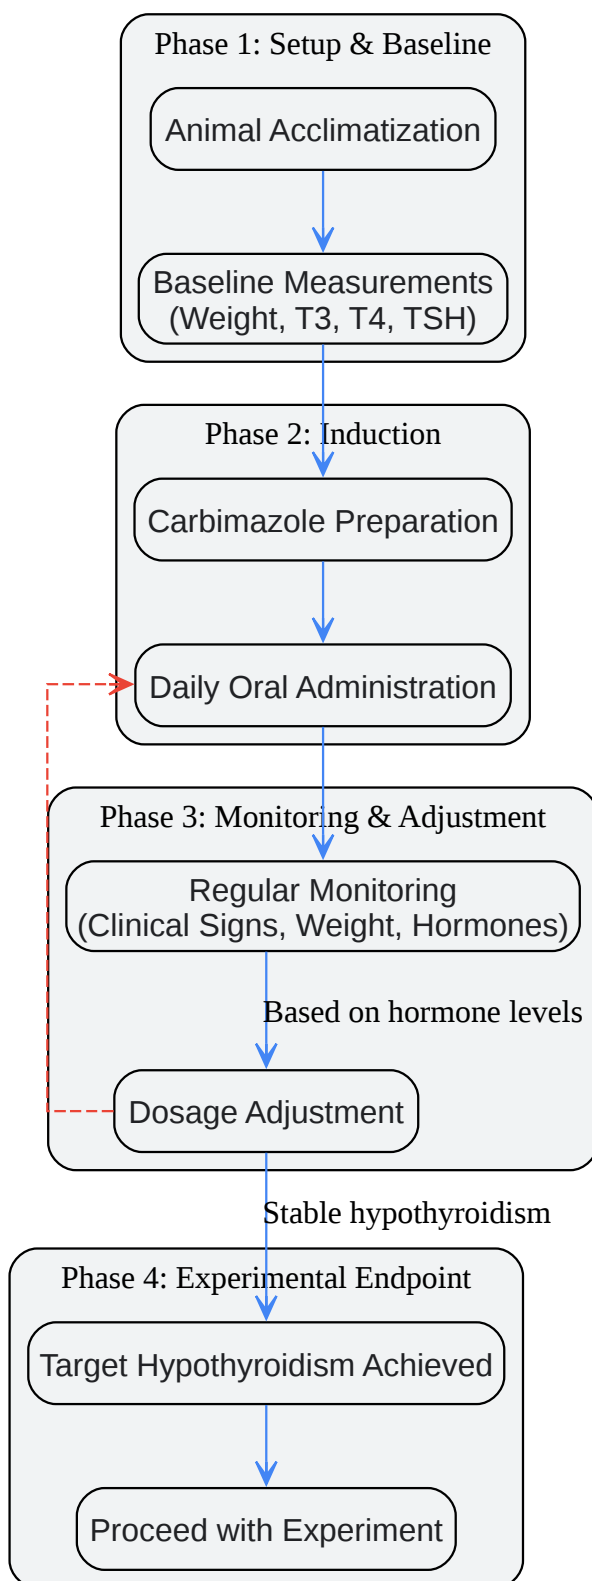 Phase 1: Setup & Baseline
Animal Acclimatization
Baseline Measurements
(Weight, T3, T4, TSH)
Phase 2: Induction
Carbimazole Preparation
Daily Oral Administration
Phase 3: Monitoring & Adjustment
Regular Monitoring
(Clinical Signs, Weight, Hormones)
Based on hormone levels
Dosage Adjustment
Stable hypothyroidism
Phase 4: Experimental Endpoint
Target Hypothyroidism Achieved
Proceed with Experiment